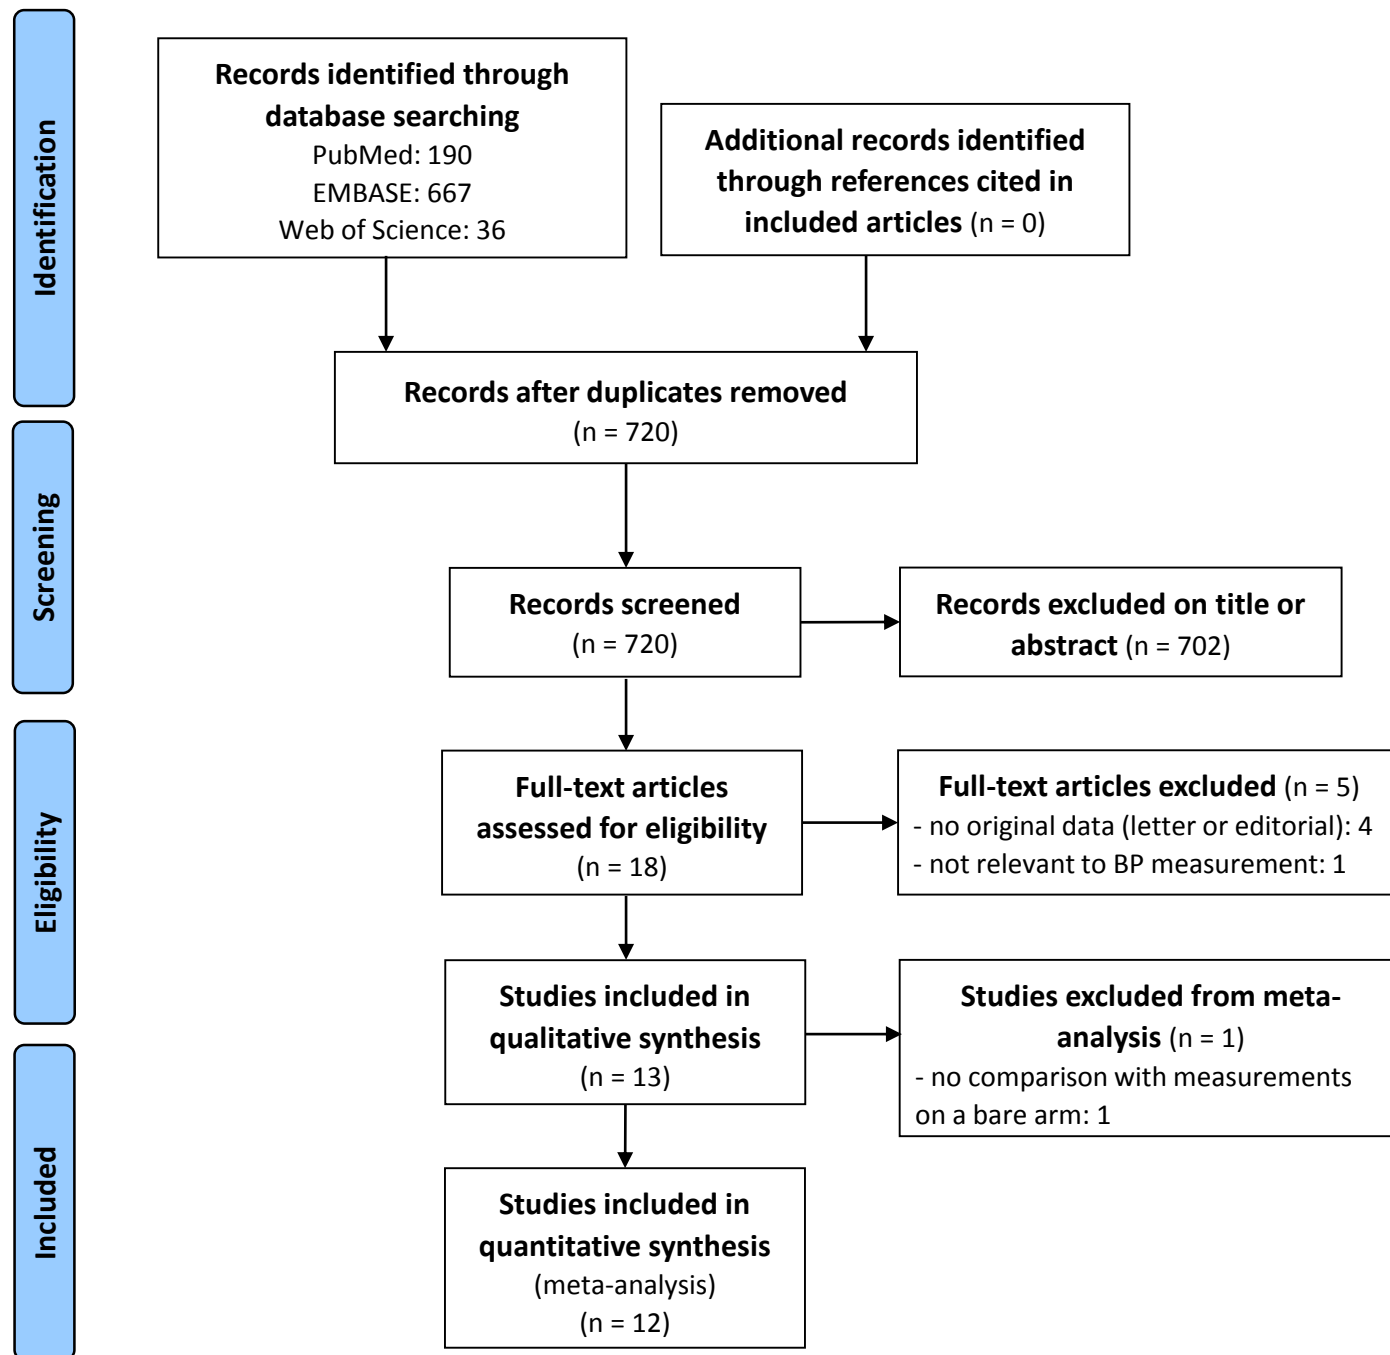 Identification
Records identified through
database searching
PubMed: 190
EMBASE: 667
Web of Science: 36
Additional records identified
through references cited in
included articles (n = 0)
Records after duplicates removed
(n = 720)
Screening
Records screened
(n = 720)
Records excluded on title or
abstract (n = 702)
Eligibility
Full-text articles
assessed for eligibility
(n = 18)
Full-text articles excluded (n = 5)
- no original data (letter or editorial): 4
- not relevant to BP measurement: 1
Studies included in
qualitative synthesis
(n = 13)
Studies excluded from meta-
analysis (n = 1)
- no comparison with measurements
on a bare arm: 1
Included
Studies included in
quantitative synthesis
(meta-analysis)
(n = 12)